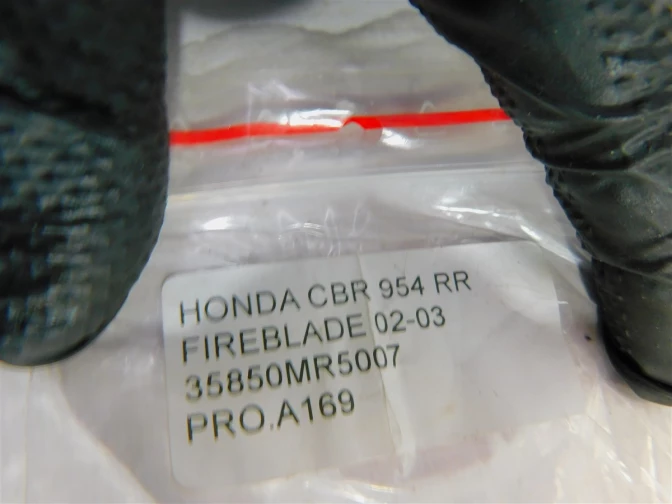 HONDA CBR 954 RR
FIREBLADE 02-03
35850MR5007
PRO.A169